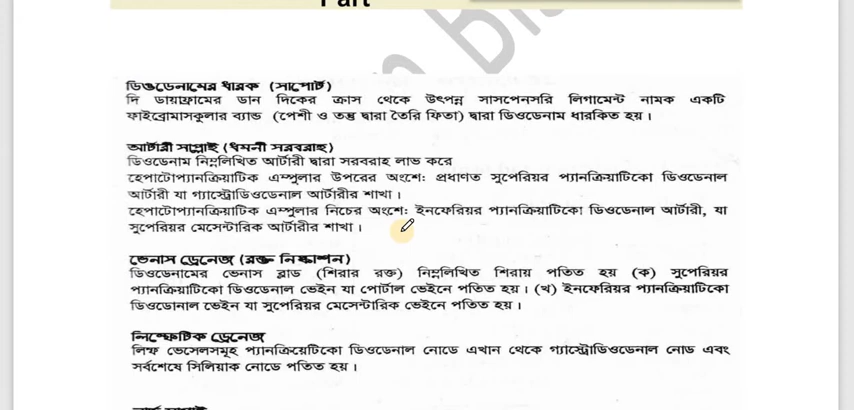 Part
ডিওডেনামের ধারক (সাপোর্ট)
দি ডায়াফ্রামের ডান দিকের ক্রাস থেকে উৎপন্ন সাসপেনসরি লিগামেন্ট নামক একটি
ফাইব্রোমাসকুলার ব্যান্ড (পেশী ও তন্তু দ্বারা তৈরি ফিতা) দ্বারা ডিওডেনাম ধারকিত হয়।
আর্টারী সাপ্লাই (ধমনী সরবরাহ)
ডিওডেনাম নিম্নলিখিত আর্টারী দ্বারা সরবরাহ লাভ করে
হেপাটোপ্যানক্রিয়াটিক এম্পুলার উপরের অংশে: প্রধাণত সুপেরিয়র প্যানক্রিয়াটিকো ডিওডেনাল
আর্টারী যা গ্যাস্ট্রোডিওডেনাল আর্টারীর শাখা।
হেপাটোপ্যানক্রিয়াটিক এম্পুলার নিচের অংশে: ইনফেরিয়র প্যানক্রিয়াটিকো ডিওডেনাল আর্টারী, যা
সুপেরিয়র মেসেন্টারিক আর্টারীর শাখা।
ভেনাস ড্রেনেজ (রক্ত নিষ্কাশন)
ডিওডেনামের ভেনাস ব্লাড (শিরার রক্ত) নিম্নলিখিত শিরায় পতিত হয় (ক) সুপেরিয়র
প্যানক্রিয়াটিকো ডিওডেনাল ভেইন যা পোর্টাল ভেইনে পতিত হয়। (খ) ইনফেরিয়র প্যানক্রিয়াটিকো
ডিওডোনাল ভেইন যা সুপেরিয়র মেসেন্টারিক ভেইনে পতিত হয়।
লিম্ফেটিক ড্রেনেজ
লিম্ফ ভেসেলসমূহ প্যানক্রিয়েটিকো ডিওডেনাল নোডে এখান থেকে গ্যাস্ট্রোডিওডেনাল নোড এবং
সর্বশেষে সিলিয়াক নোডে পতিত হয়।